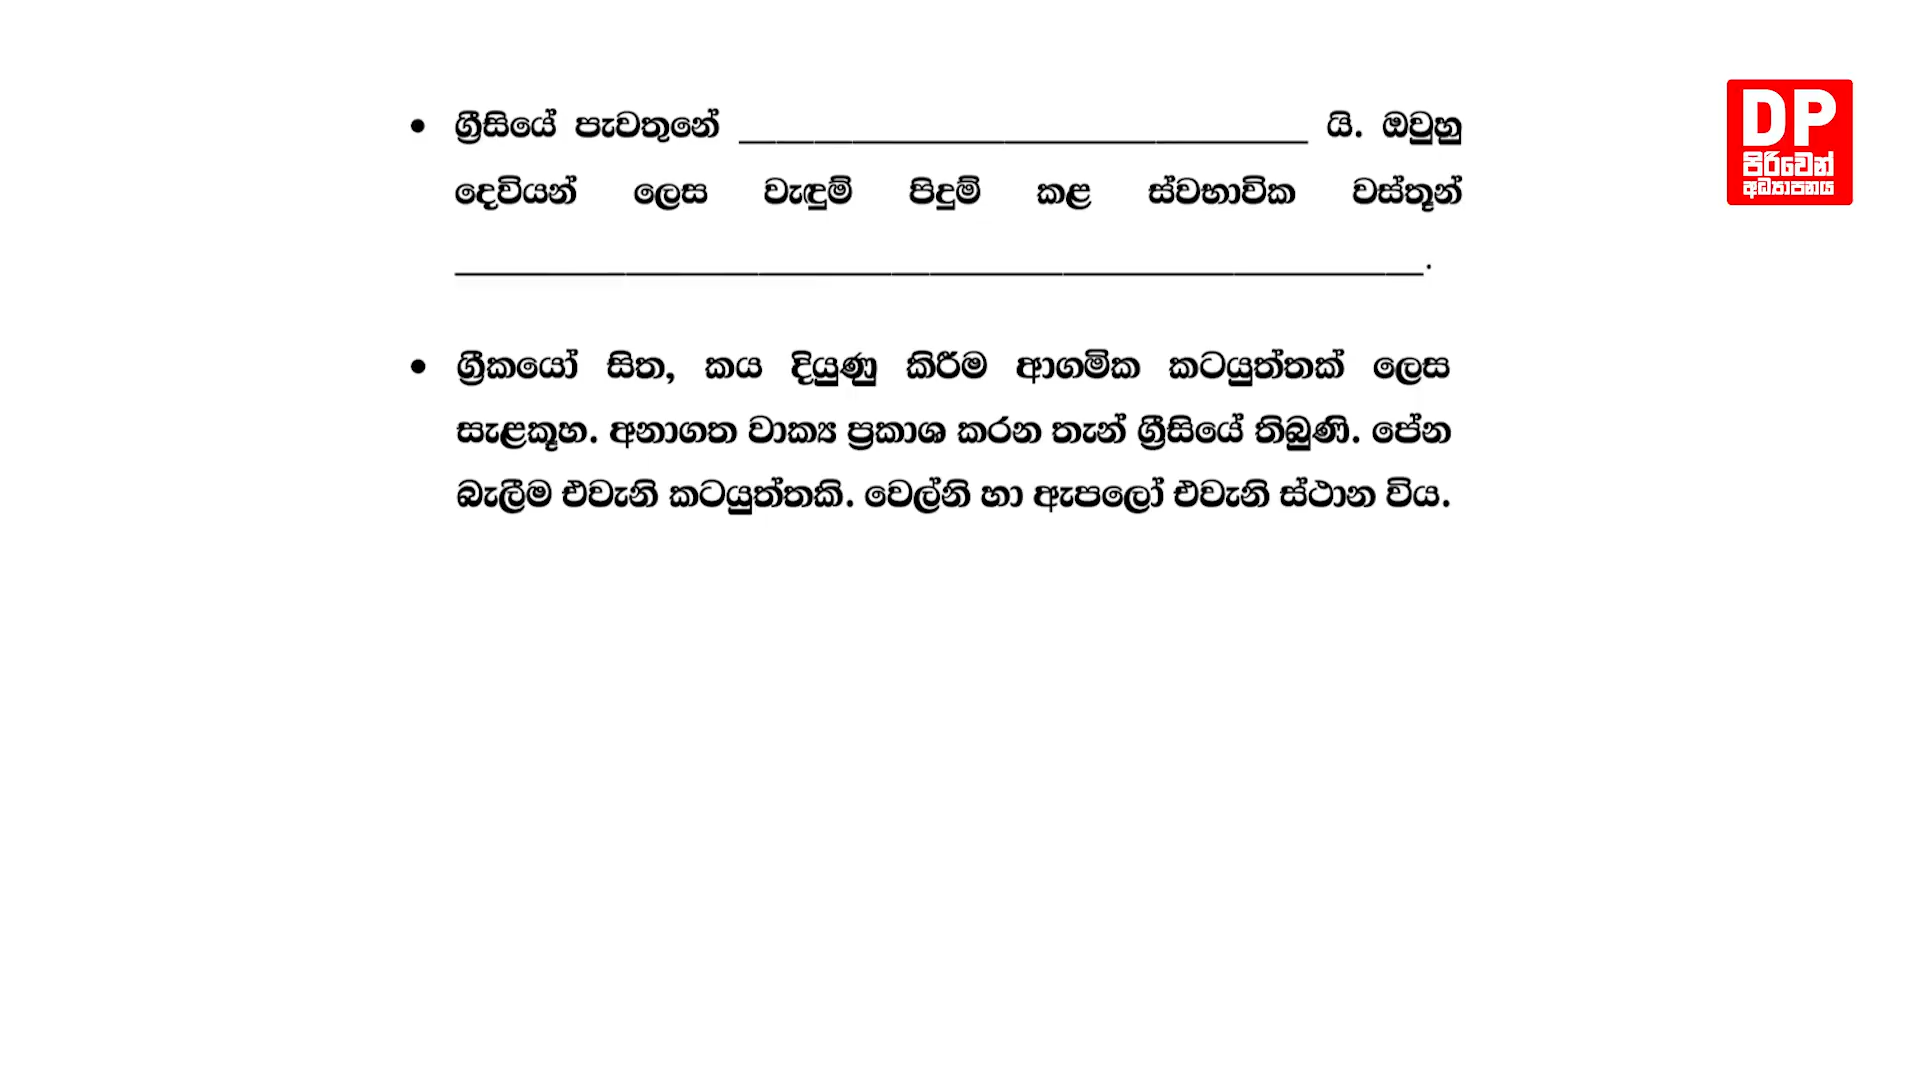 • ග්‍රීසියේ පැවතුනේ ______________________________ යි. ඔවුහු
දෙවියන් ලෙස වැඳුම් පිදුම් කළ ස්වභාවික වස්තූන්
___________________________________________________.
• ග්‍රීකයෝ සිත, කය දියුණු කිරීම ආගමික කටයුත්තක් ලෙස
සැළකූහ. අනාගත වාක්‍ය ප්‍රකාශ කරන තැන් ග්‍රීසියේ තිබුණි. පේන
බැලීම එවැනි කටයුත්තකි. වෙල්නි හා ඇපලෝ එවැනි ස්ථාන විය.
DP
පිරිවෙන්
අධ්‍යාපනය